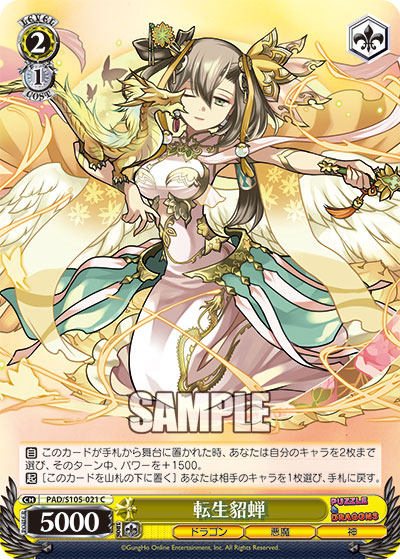 LEVEL
2
1
COST
SAMPLE
自 このカードが手札から舞台に置かれた時、あなたは自分のキャラを2枚まで
選び、そのターン中、パワーを+1500。
起 [このカードを山札の下に置く] あなたは相手のキャラを1枚選び、手札に戻す。
CH PAD/S105-021 C
転生貂蝉
PUZZLE & DRAGONS
POWER
5000
ドラゴン 悪魔 神
©GungHo Online Entertainment, Inc. All Rights Reserved.